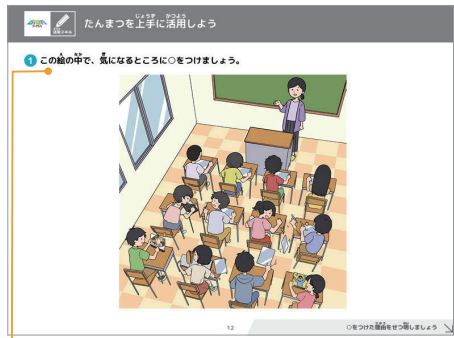 たんまつを上手に活用しよう
1 この絵の中で、気になるところに○をつけましょう。
12
○をつけた理由をせつ明しましょう